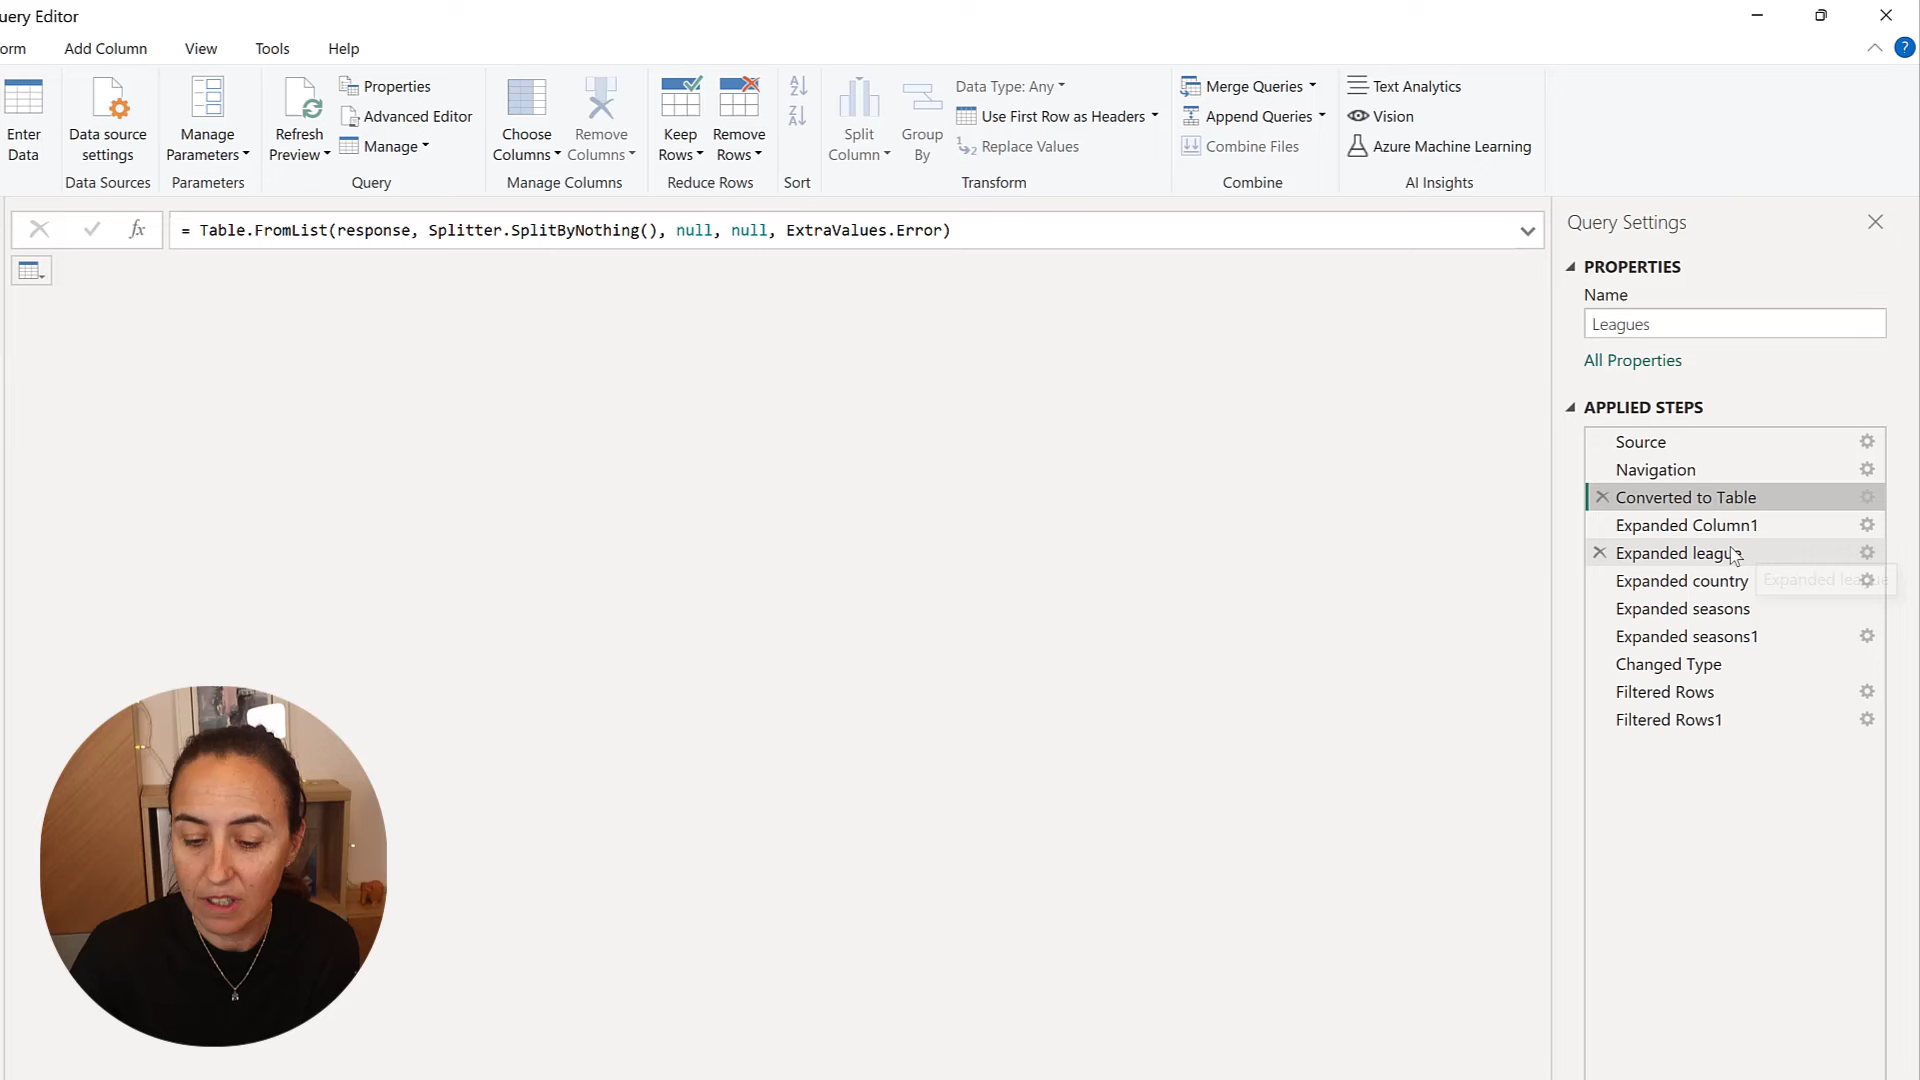 uery Editor
orm
Add Column
View
Tools
Help
?
Enter
Data
Data source
settings
Data Sources
Manage
Parameters
Parameters
Refresh
Preview
Properties
Advanced Editor
Manage
Query
Choose
Columns
Remove
Columns
Manage Columns
Keep
Rows
Remove
Rows
Reduce Rows
Sort
Split
Column
Group
By
Data Type: Any
Use First Row as Headers
Replace Values
Transform
Merge Queries
Append Queries
Combine Files
Combine
Text Analytics
Vision
Azure Machine Learning
AI Insights
fx
= Table.FromList(response, Splitter.SplitByNothing(), null, null, ExtraValues.Error)
Query Settings
PROPERTIES
Name
Leagues
All Properties
APPLIED STEPS
Source
Navigation
Converted to Table
Expanded Column1
Expanded league
Expanded country
Expanded league
Expanded seasons
Expanded seasons1
Changed Type
Filtered Rows
Filtered Rows1